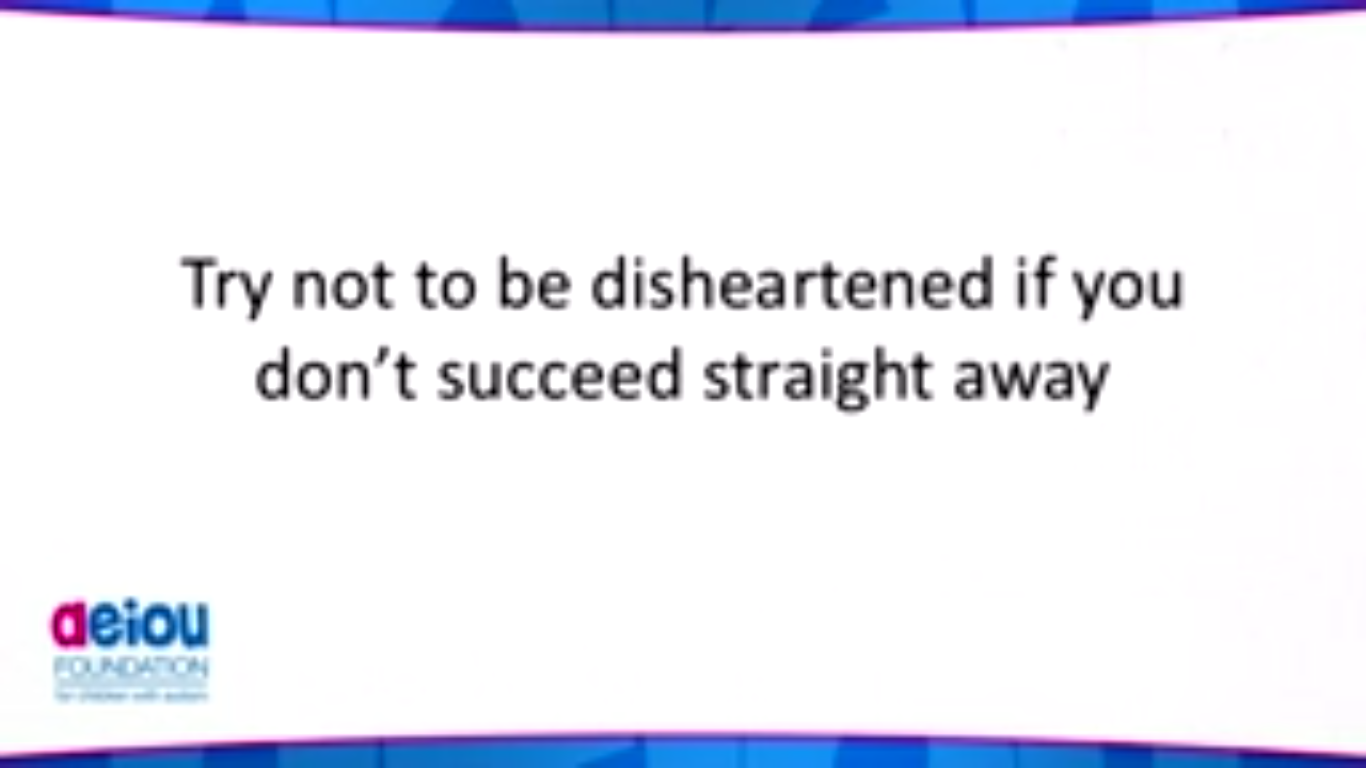 Try not to be disheartened if you
don’t succeed straight away
aeiou
FOUNDATION
for children with autism